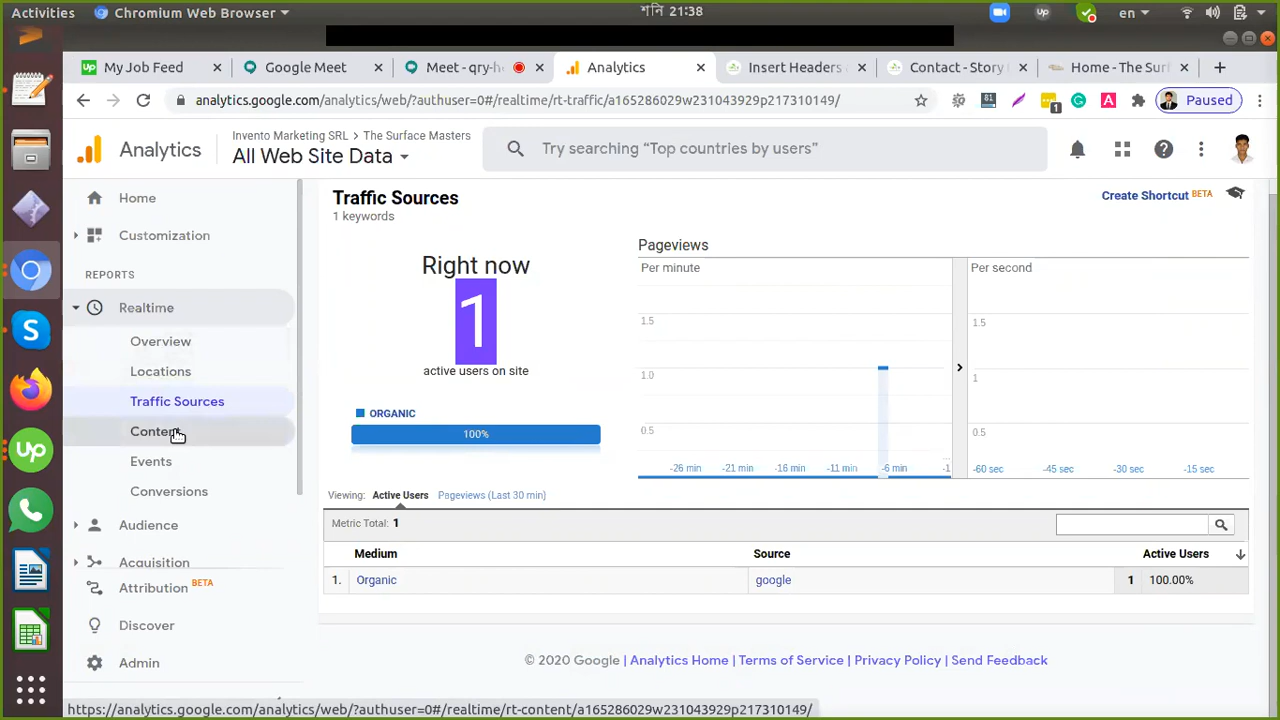 Activities
Chromium Web Browser
শনি 21:38
up
en
My Job Feed
Google Meet
Meet - qry-h
Analytics
Insert Headers
Contact - Story
Home - The Surf
analytics.google.com/analytics/web/?authuser=0#/realtime/rt-traffic/a165286029w231043929p217310149/
81
1
Paused
Analytics
Invento Marketing SRL > The Surface Masters
All Web Site Data
Try searching “Top countries by users”
Home
Customization
REPORTS
Realtime
Overview
Locations
Traffic Sources
Content
Events
Conversions
Audience
Acquisition
Attribution BETA
Discover
Admin
Traffic Sources
1 keywords
Create Shortcut BETA
Right now
1
active users on site
ORGANIC
100%
Pageviews
Per minute
Per second
1.5
1.0
0.5
-26 min
-21 min
-16 min
-11 min
-6 min
-1
1.5
1
0.5
-60 sec
-45 sec
-30 sec
-15 sec
Viewing: Active Users Pageviews (Last 30 min)
Metric Total: 1
Medium Source Active Users
1. Organic google 1 100.00%
© 2020 Google | Analytics Home | Terms of Service | Privacy Policy | Send Feedback
https://analytics.google.com/analytics/web/?authuser=0#/realtime/rt-content/a165286029w231043929p217310149/